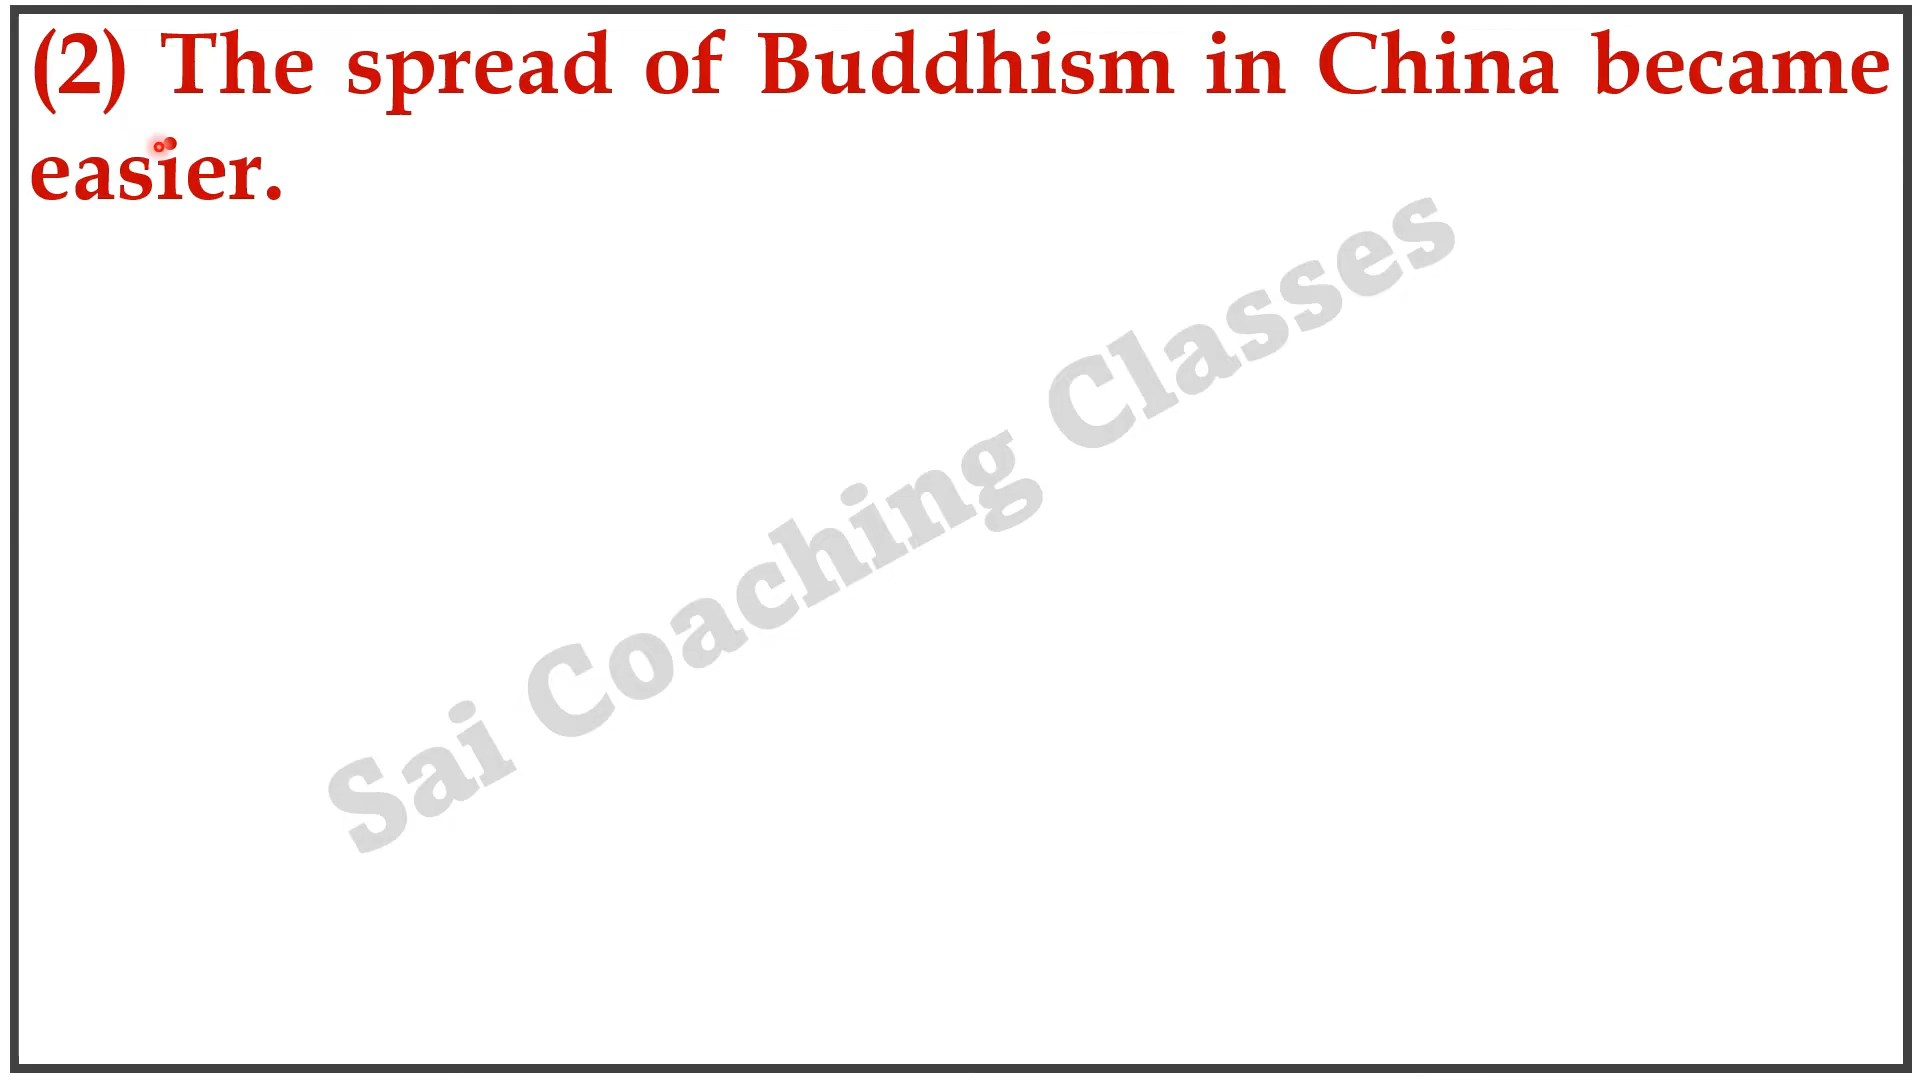 (2) The spread of Buddhism in China became
easier.
Sai Coaching Classes